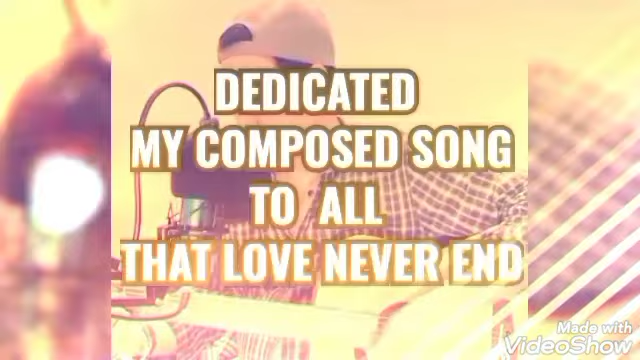 DEDICATED
MY COMPOSED SONG
TO ALL
THAT LOVE NEVER END
Made with
VideoShow